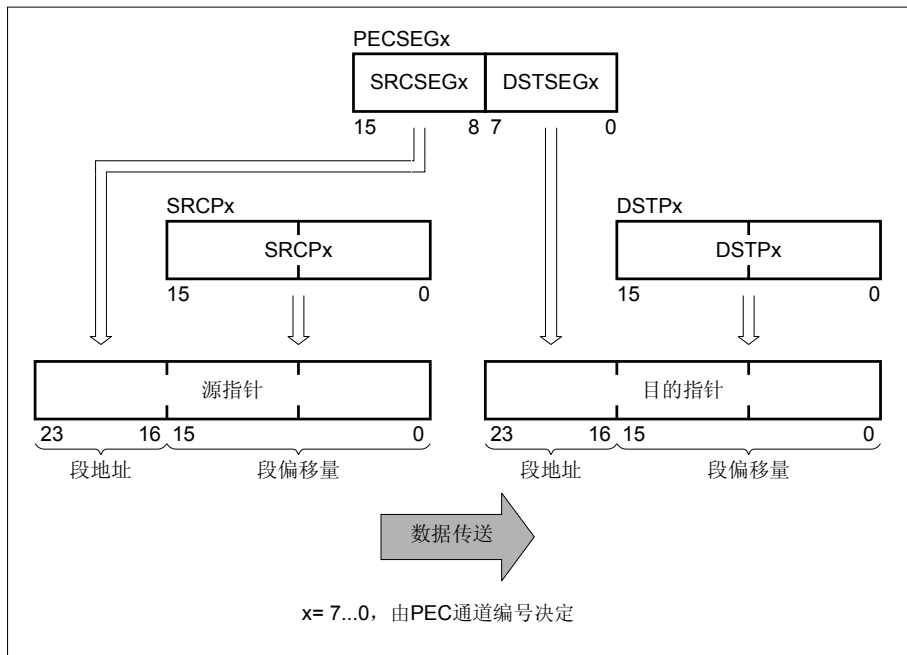 PECSEGx
SRCSEGx DSTSEGx
15 8 7 0
SRCPx DSTPx
SRCPx DSTPx
15 0 15 0
源指针 目的指针
23 16 15 0 23 16 15 0
段地址 段偏移量 段地址 段偏移量
数据传送
x= 7...0，由PEC通道编号决定